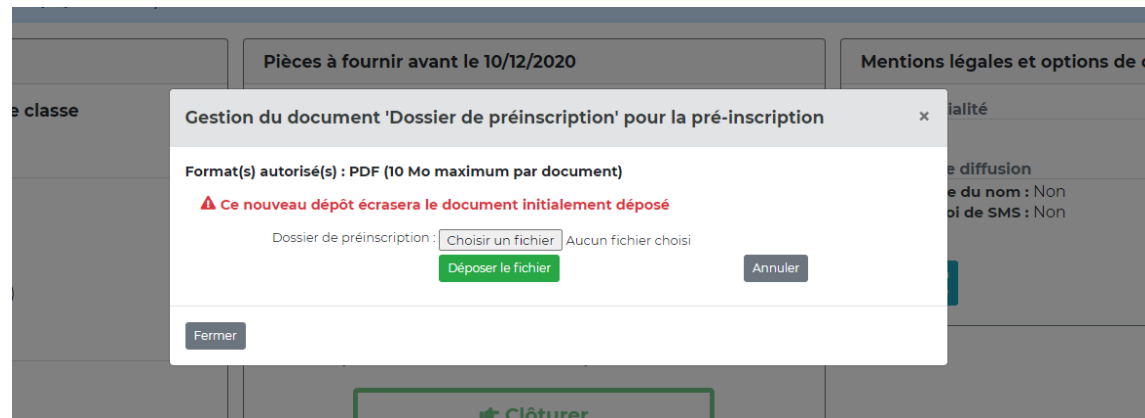 Pièces à fournir avant le 10/12/2020
Mentions légales et options de
e classe
ialité
Gestion du document 'Dossier de préinscription' pour la pré-inscription ×
Format(s) autorisé(s) : PDF (10 Mo maximum par document)
e diffusion
e du nom : Non
Ce nouveau dépôt écrasera le document initialement déposé
oi de SMS : Non
Dossier de préinscription : Choisir un fichier Aucun fichier choisi
Déposer le fichier Annuler
Fermer
Clôturer